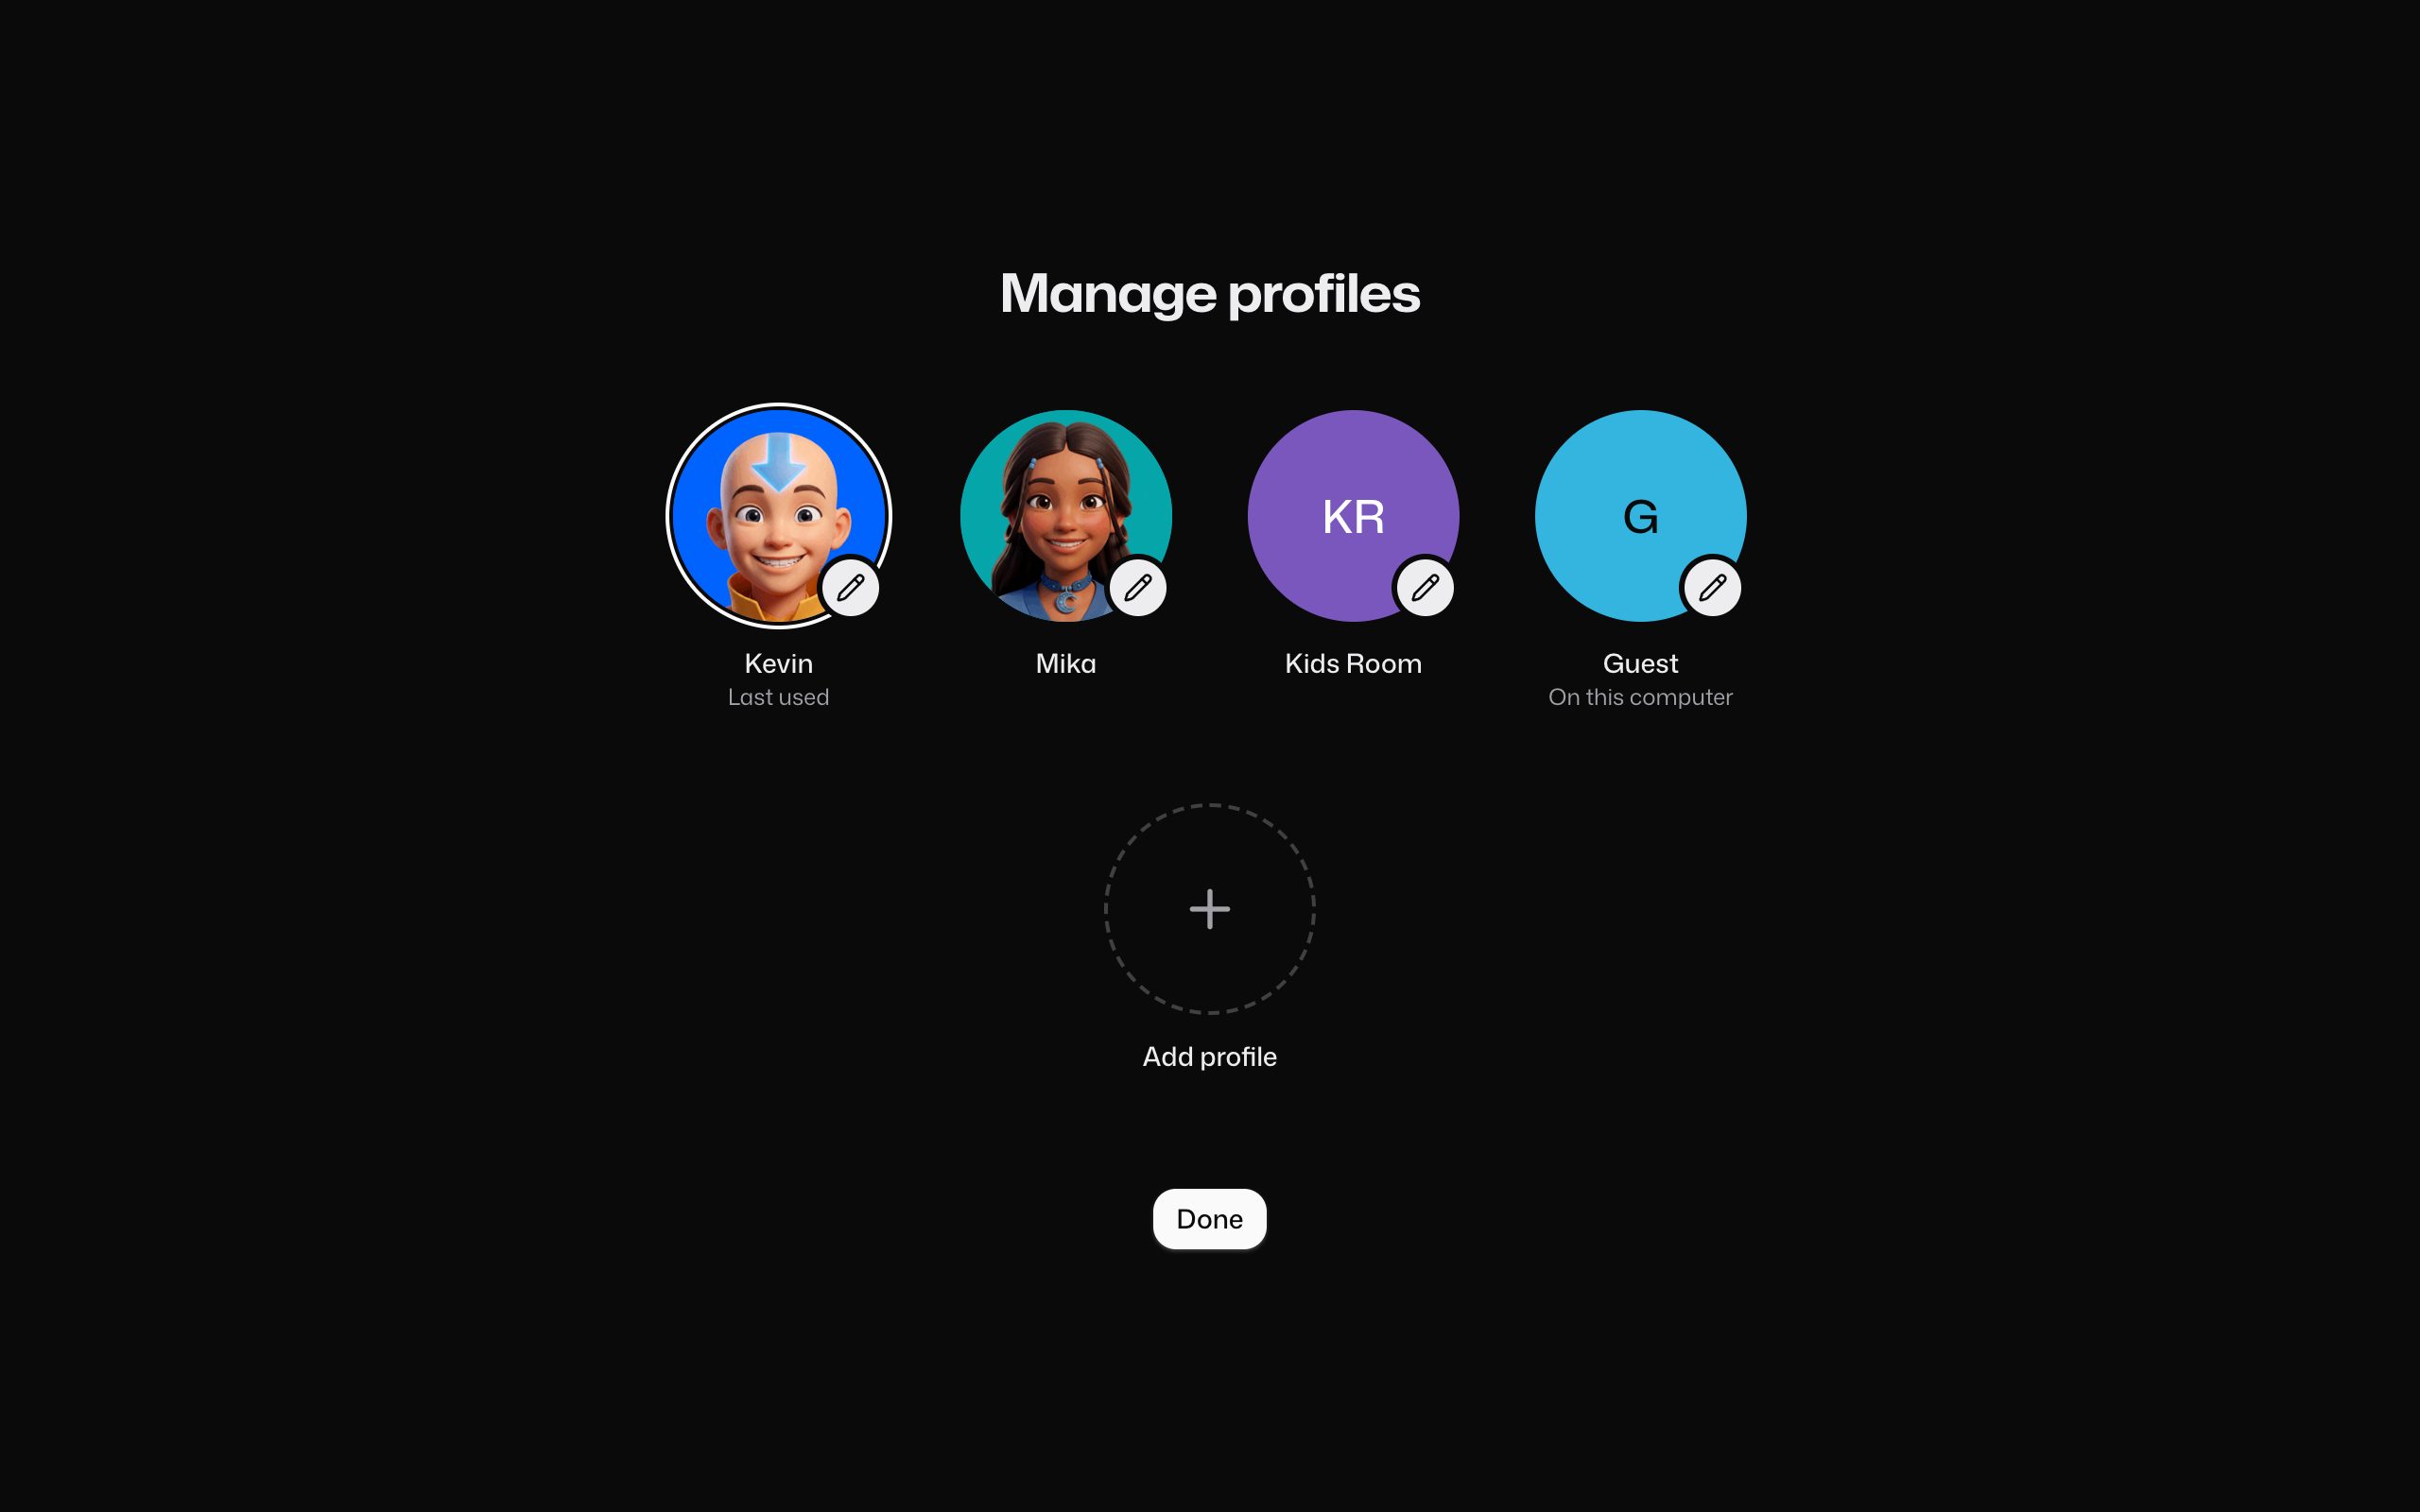 Manage profiles
KR
G
Kevin
Last used
Mika
Kids Room
Guest
On this computer
Add profile
Done